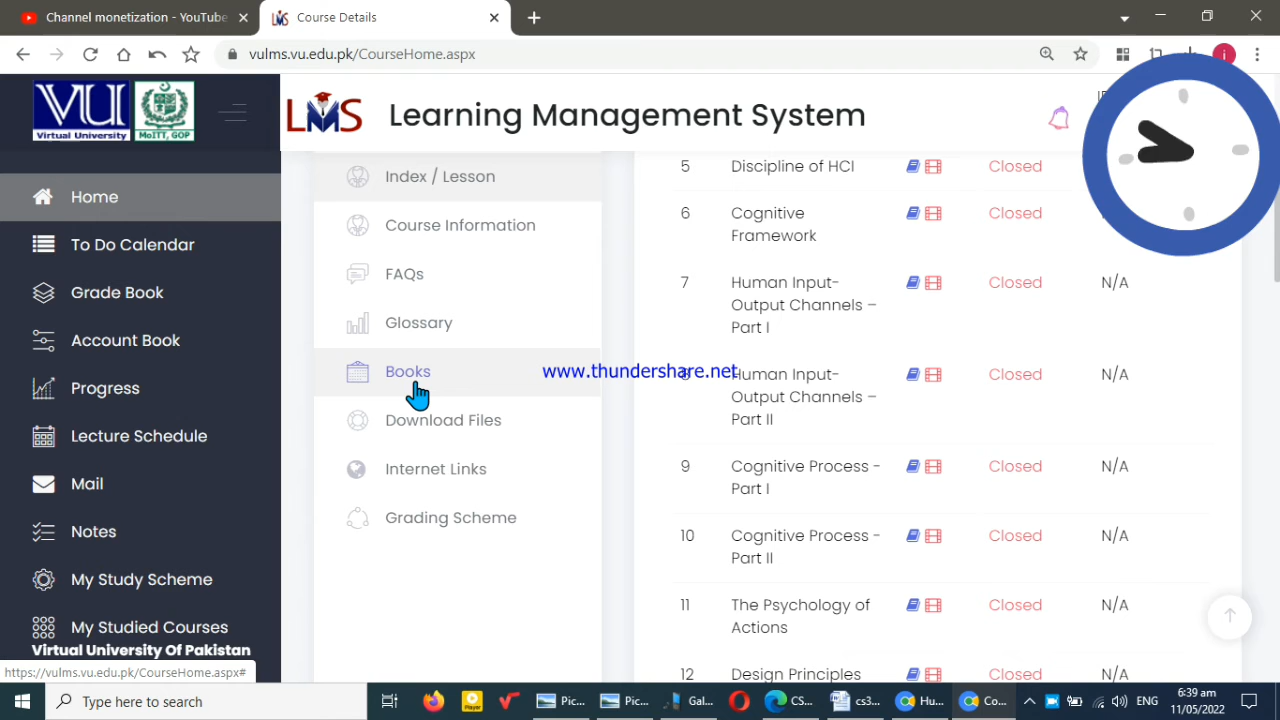 Channel monetization - YouTube
Course Details
vulms.vu.edu.pk/CourseHome.aspx
i
VU
Virtual University
MoITT, GOP
LMS
Learning Management System
Home
To Do Calendar
Grade Book
Account Book
Progress
Lecture Schedule
Mail
Notes
My Study Scheme
My Studied Courses
Virtual University Of Pakistan
https://vulms.vu.edu.pk/CourseHome.aspx#
Index / Lesson
Course Information
FAQs
Glossary
Books
Download Files
Internet Links
Grading Scheme
www.thundershare.net
5 Discipline of HCI Closed
6 Cognitive Closed
Framework
7 Human Input- Closed N/A
Output Channels –
Part I
Human Input- Closed N/A
Output Channels –
Part II
9 Cognitive Process - Closed N/A
Part I
10 Cognitive Process - Closed N/A
Part II
11 The Psychology of Closed N/A
Actions
12 Design Principles Closed N/A
Type here to search
Player
Pic...
Pic...
Gal...
CS...
cs3...
Hu...
Co...
ENG
6:39 am
11/05/2022